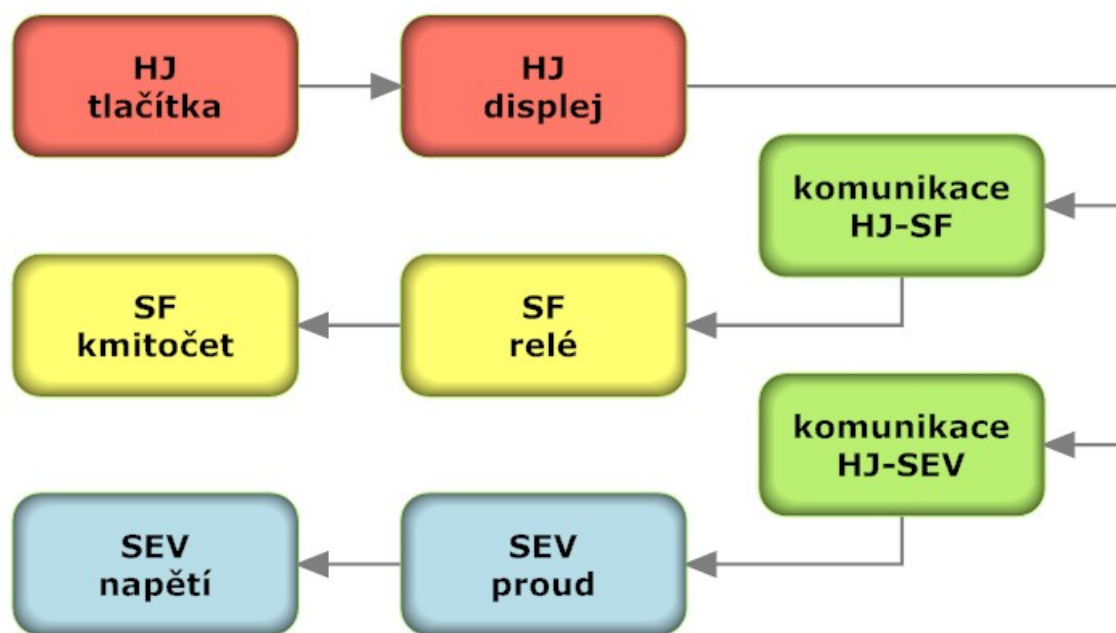 HJ
tlačítka
HJ
displej
komunikace
HJ-SF
SF
kmitočet
SF
relé
komunikace
HJ-SEV
SEV
napětí
SEV
proud